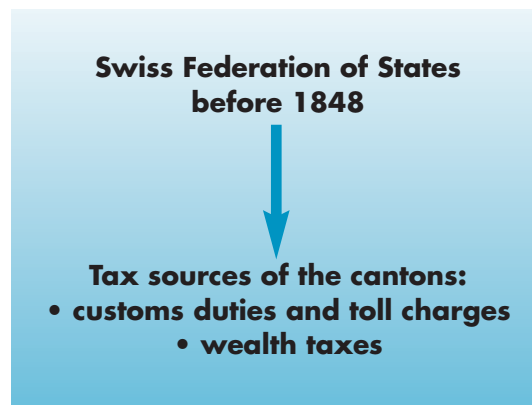 Swiss Federation of States
before 1848
Tax sources of the cantons:
• customs duties and toll charges
• wealth taxes